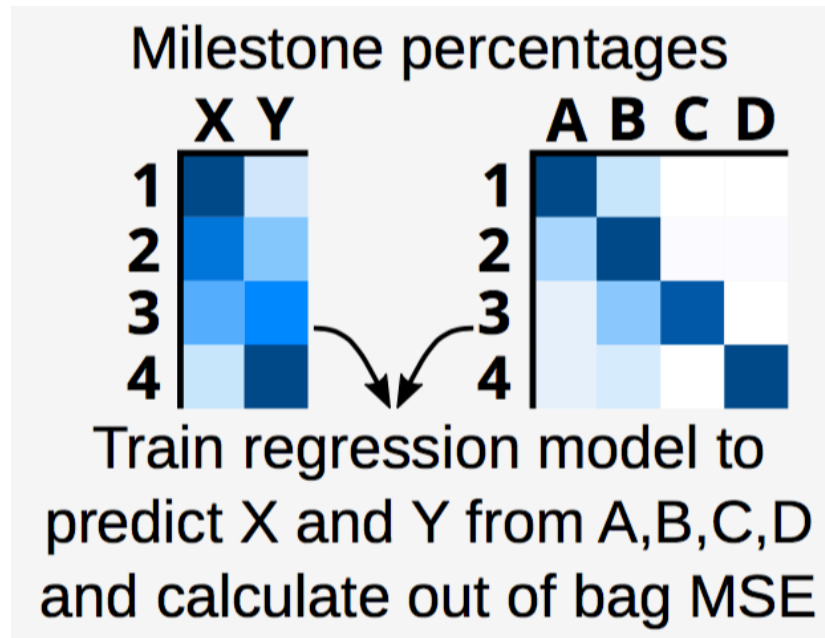 Milestone percentages
X Y
A B C D
1
2
3
4
1
2
3
4
Train regression model to
predict X and Y from A,B,C,D
and calculate out of bag MSE